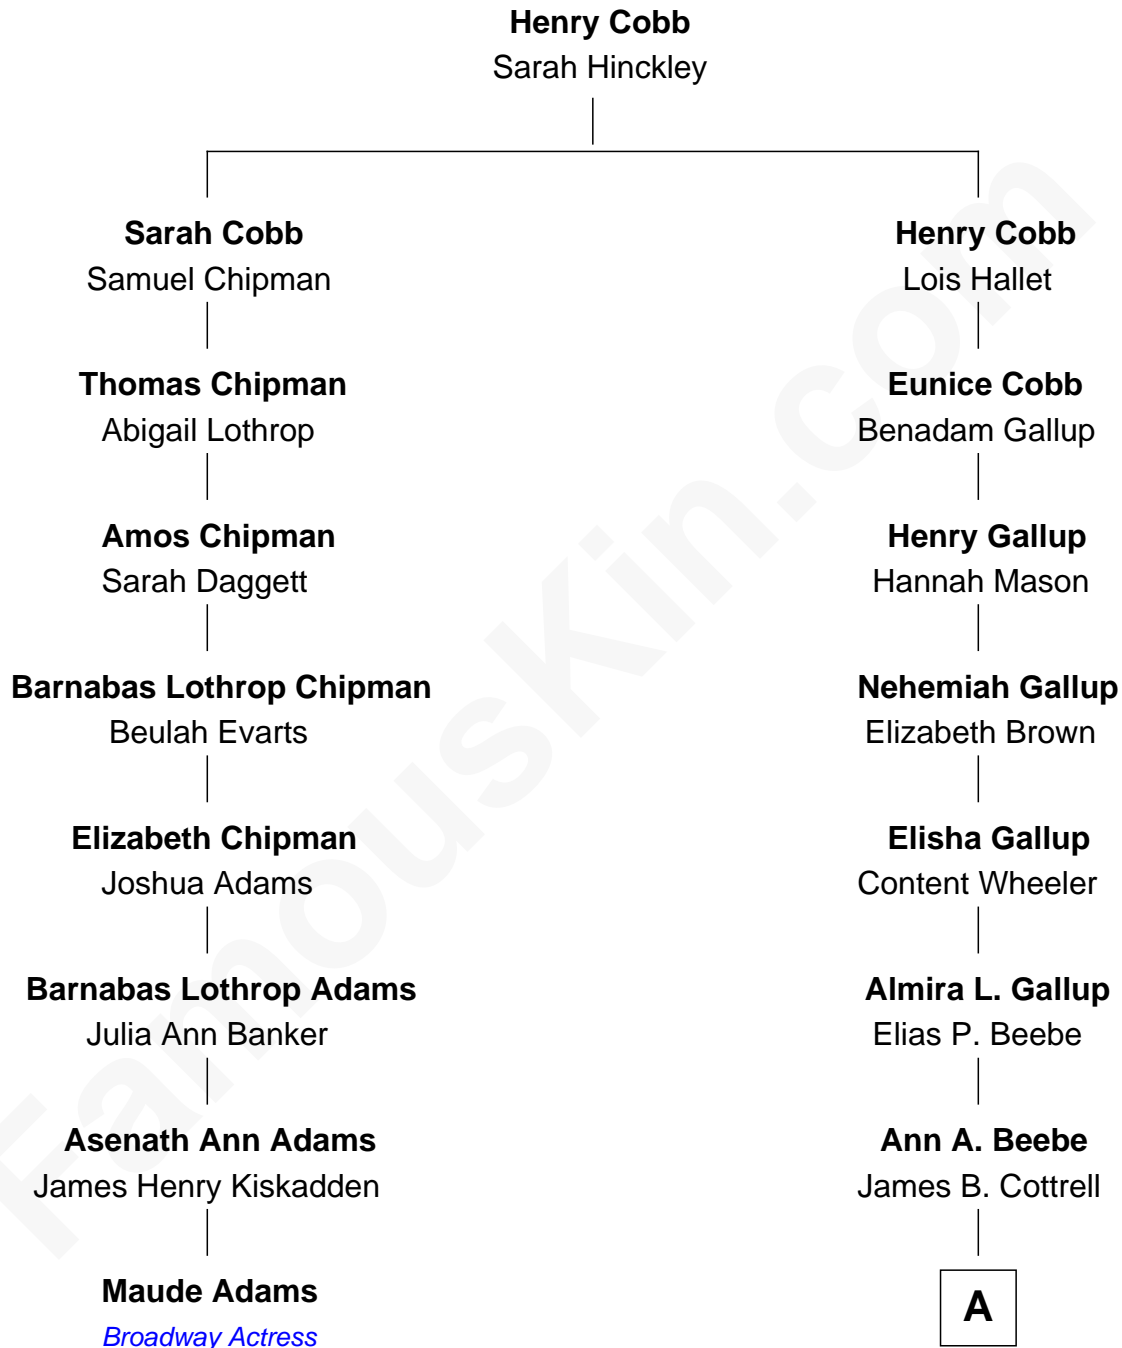 Henry Cobb
Sarah Hinckley
Sarah Cobb
Samuel Chipman
Thomas Chipman
Abigail Lothrop
Amos Chipman
Sarah Daggett
Barnabas Lothrop Chipman
Beulah Evarts
Elizabeth Chipman
Joshua Adams
Barnabas Lothrop Adams
Julia Ann Banker
Asenath Ann Adams
James Henry Kiskadden
Maude Adams
Broadway Actress
Henry Cobb
Lois Hallet
Eunice Cobb
Benadam Gallup
Henry Gallup
Hannah Mason
Nehemiah Gallup
Elizabeth Brown
Elisha Gallup
Content Wheeler
Almira L. Gallup
Elias P. Beebe
Ann A. Beebe
James B. Cottrell
A
FamousKin.com